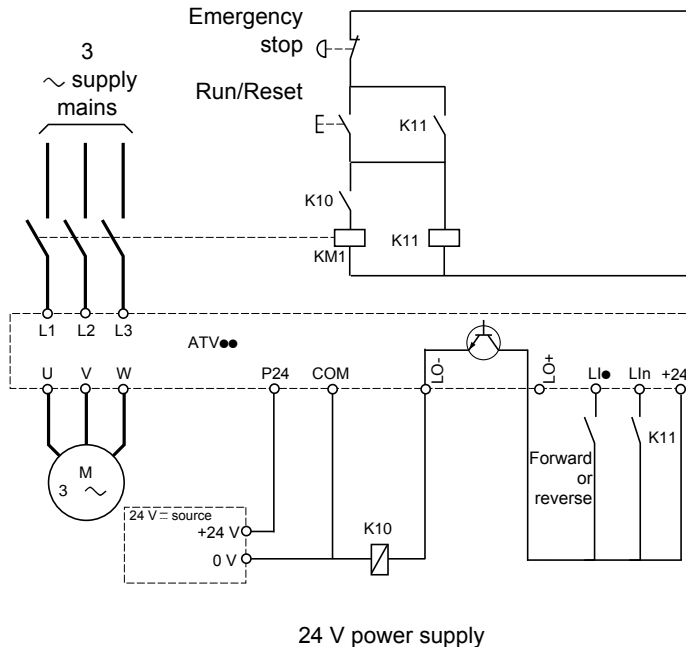 Emergency
stop
3
∼ supply
mains
Run/Reset
K11
K10
KM1
K11
L1 L2 L3
ATV●●
U V W
P24 COM LO- LO+ LI● LIn +24
K11
Forward
or
reverse
M
3 ∼
24 V ⎓ source
+24 V
0 V
K10
24 V power supply